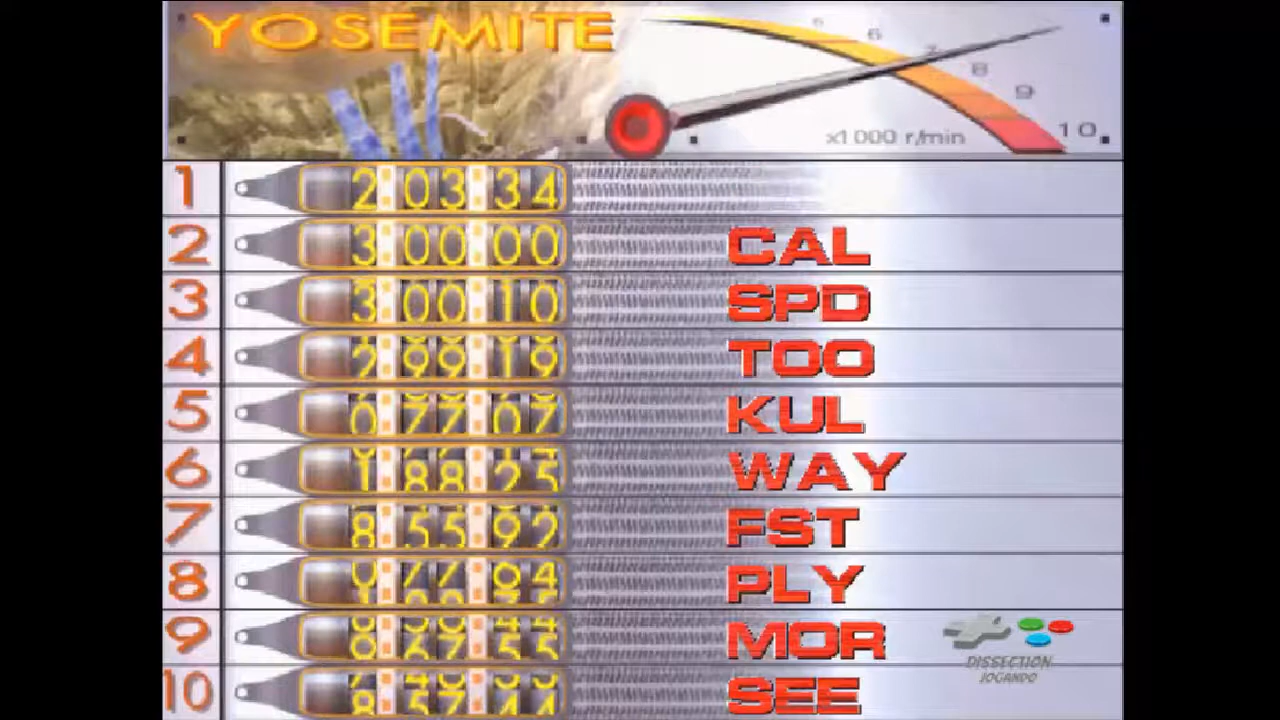 YOSEMITE
5
6
7
8
9
10
x1000 r/min
1 2:03:34
2 3:00:00 CAL
3 3:00:10 SPD
4 TOO
5 KUL
6 WAY
7 FST
8 PLY
9 MOR
10 SEE
DISSECTION
JOGANDO